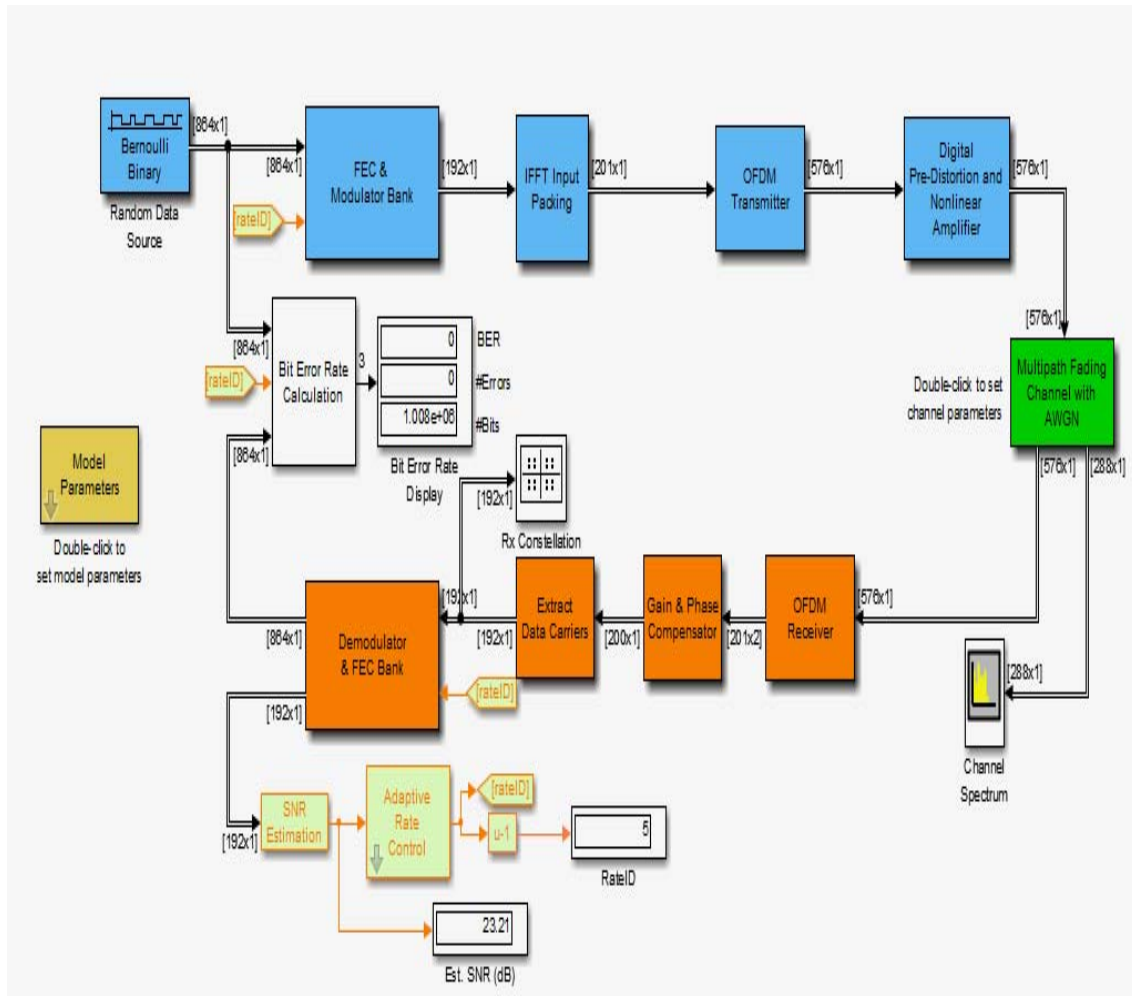 [864x1]
Bernoulli
Binary
Random Data
Source
[864x1]
[rateID]
FEC &
Modulator Bank
[192x1]
IFFT Input
Packing
[201x1]
OFDM
Transmitter
[576x1]
Digital
Pre-Distortion and
Nonlinear
Amplifier
[576x1]
[576x1]
Multipath Fading
Channel with
AWGN
Double-click to set
channel parameters
[576x1]
[288x1]
[864x1]
[rateID]
[864x1]
Bit Error Rate
Calculation
3
0
BER
0
#Errors
1.008e+06
#Bits
Bit Error Rate
Display
Model
Parameters
Double-click to
set model parameters
[192x1]
Rx Constellation
[576x1]
OFDM
Receiver
[201x2]
Gain & Phase
Compensator
[200x1]
Extract
Data Carriers
[192x1]
[192x1]
Demodulator
& FEC Bank
[rateID]
[864x1]
[192x1]
[288x1]
Channel
Spectrum
[192x1]
SNR
Estimation
Adaptive
Rate
Control
[rateID]
u-1
5
RateID
23.21
Est. SNR (dB)